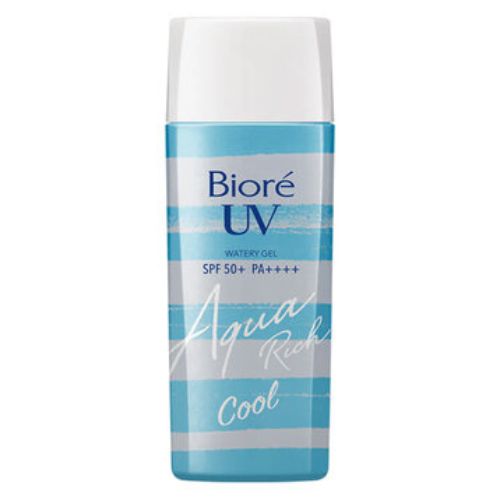 Bioré
UV
WATERY GEL
SPF 50+ PA++++
Aqua
Rich
Cool